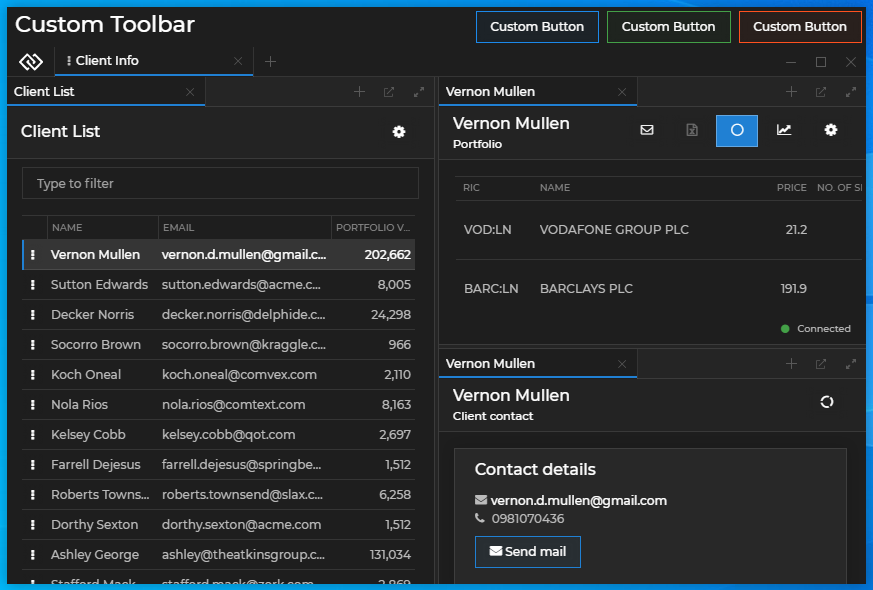 Custom Toolbar
Custom Button
Custom Button
Custom Button
Client Info
Client List
Client List
Type to filter
NAME EMAIL PORTFOLIO V...
Vernon Mullen vernon.d.mullen@gmail.c... 202,662
Sutton Edwards sutton.edwards@acme.c... 8,005
Decker Norris decker.norris@delphide.c... 24,298
Socorro Brown socorro.brown@kraggle.c... 966
Koch Oneal koch.oneal@comvex.com 2,110
Nola Rios nola.rios@comtext.com 8,163
Kelsey Cobb kelsey.cobb@qot.com 2,697
Farrell Dejesus farrell.dejesus@springbe... 1,512
Roberts Towns... roberts.townsend@slax.c... 6,258
Dorthy Sexton dorthy.sexton@acme.com 1,512
Ashley George ashley@theatkinsgroup.c... 131,034
Stafford Mack stafford.mack@zork.com 2,869
Vernon Mullen
Vernon Mullen
Portfolio
RIC NAME PRICE NO. OF S
VOD:LN VODAFONE GROUP PLC 21.2
BARC:LN BARCLAYS PLC 191.9
Connected
Vernon Mullen
Vernon Mullen
Client contact
Contact details
vernon.d.mullen@gmail.com
0981070436
Send mail